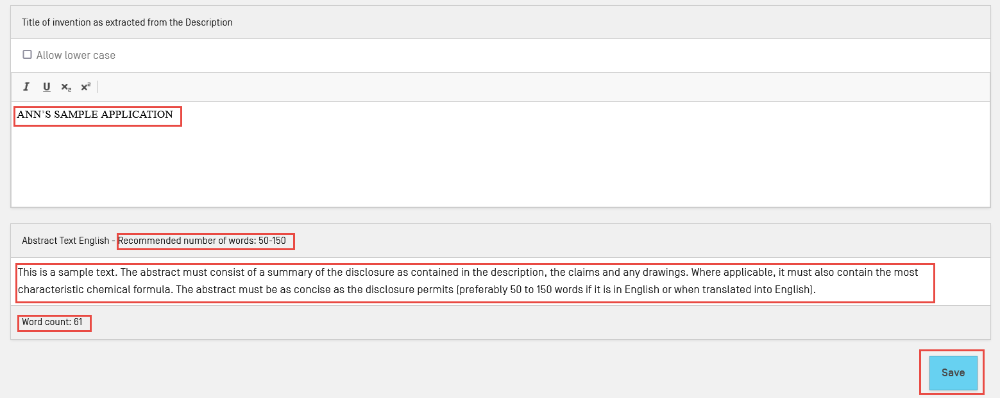 Title of invention as extracted from the Description
Allow lower case
I U x₂ x²
ANN’S SAMPLE APPLICATION
Abstract Text English - Recommended number of words: 50-150
This is a sample text. The abstract must consist of a summary of the disclosure as contained in the description, the claims and any drawings. Where applicable, it must also contain the most
characteristic chemical formula. The abstract must be as concise as the disclosure permits (preferably 50 to 150 words if it is in English or when translated into English).
Word count: 61
Save